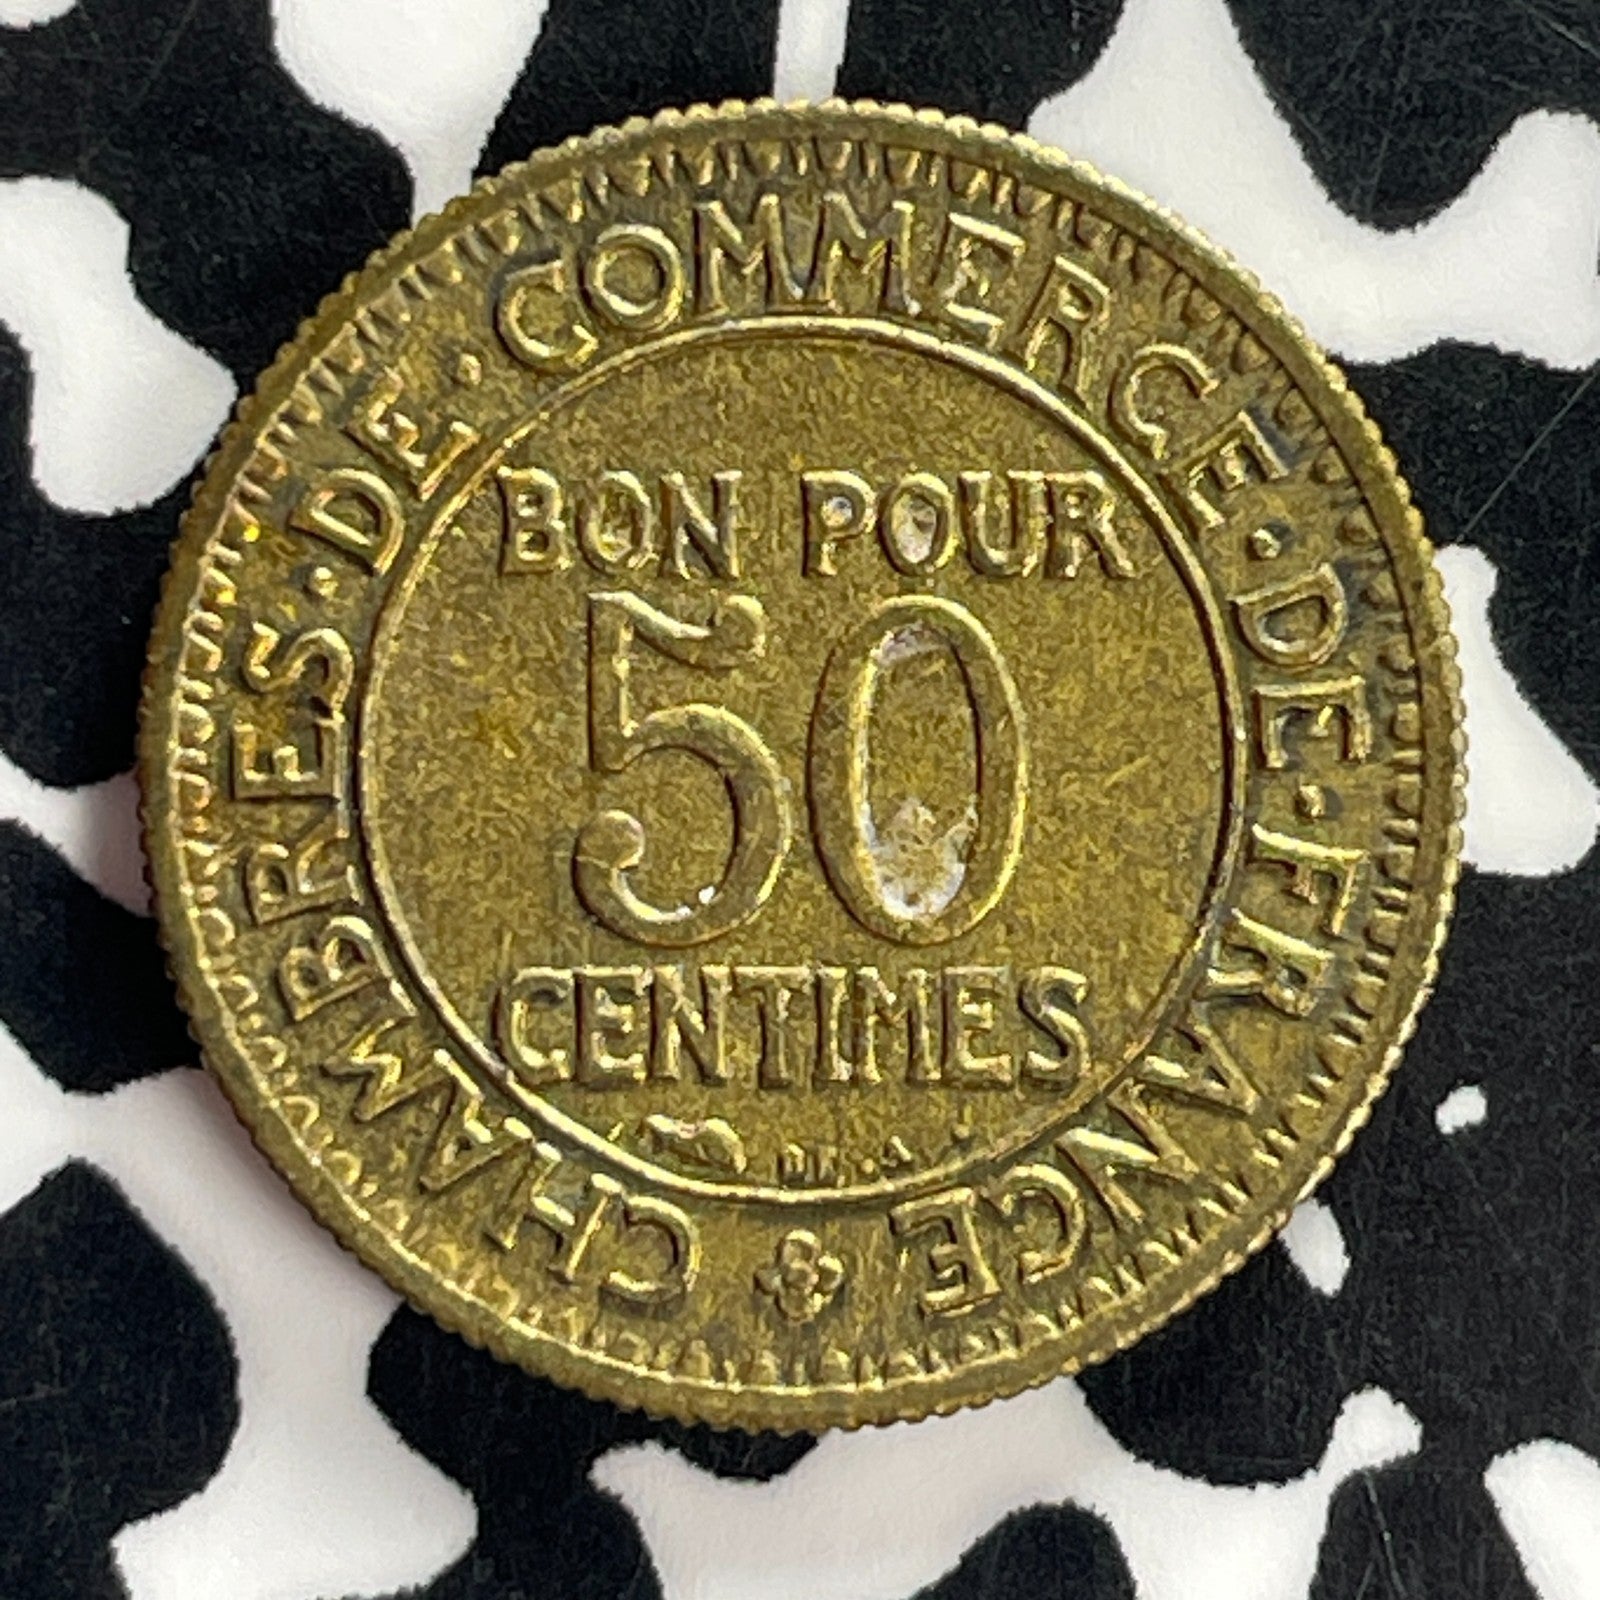 CHAMBRES·DE·COMMERCE·DE·FRANCE
BON POUR
50
CENTIMES